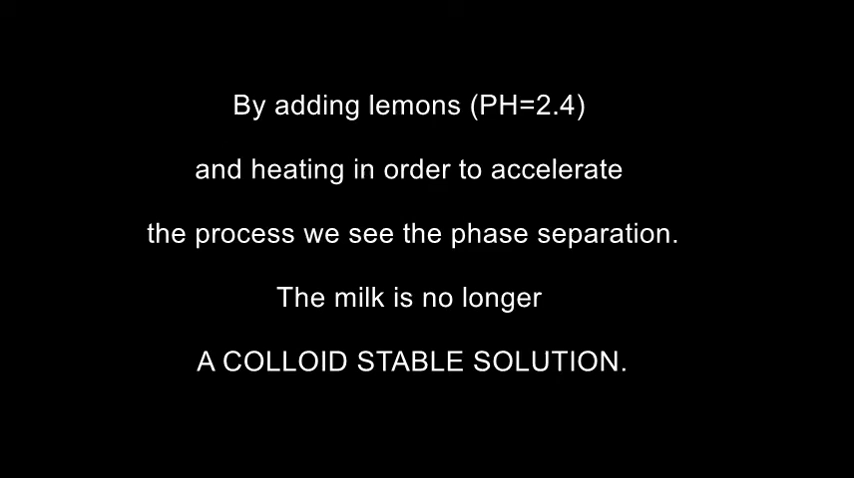 By adding lemons (PH=2.4)
and heating in order to accelerate
the process we see the phase separation.
The milk is no longer
A COLLOID STABLE SOLUTION.